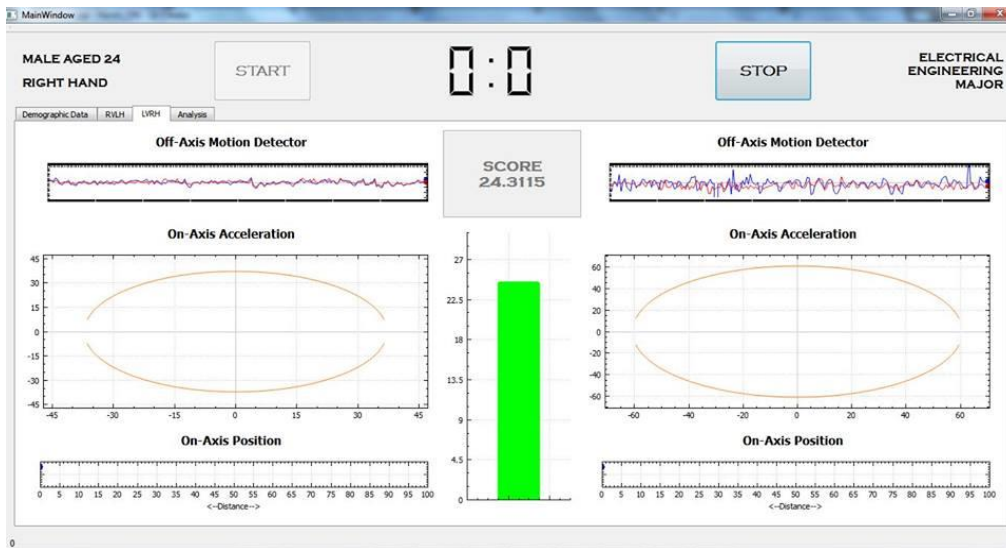 MainWindow
MALE AGED 24
RIGHT HAND
START
0:0
STOP
ELECTRICAL
ENGINEERING
MAJOR
Demographic Data RVLH LVRH Analysis
Off-Axis Motion Detector
SCORE
24.3115
Off-Axis Motion Detector
On-Axis Acceleration
45
30
15
0
-15
-30
-45
-45 -30 -15 0 15 30 45
27
22.5
18
13.5
9
4.5
0
On-Axis Acceleration
60
40
20
0
-20
-40
-60
-60 -40 -20 0 20 40 60
On-Axis Position
0 5 10 15 20 25 30 35 40 45 50 55 60 65 70 75 80 85 90 95 100
<--Distance-->
On-Axis Position
0 5 10 15 20 25 30 35 40 45 50 55 60 65 70 75 80 85 90 95 100
<--Distance-->
0